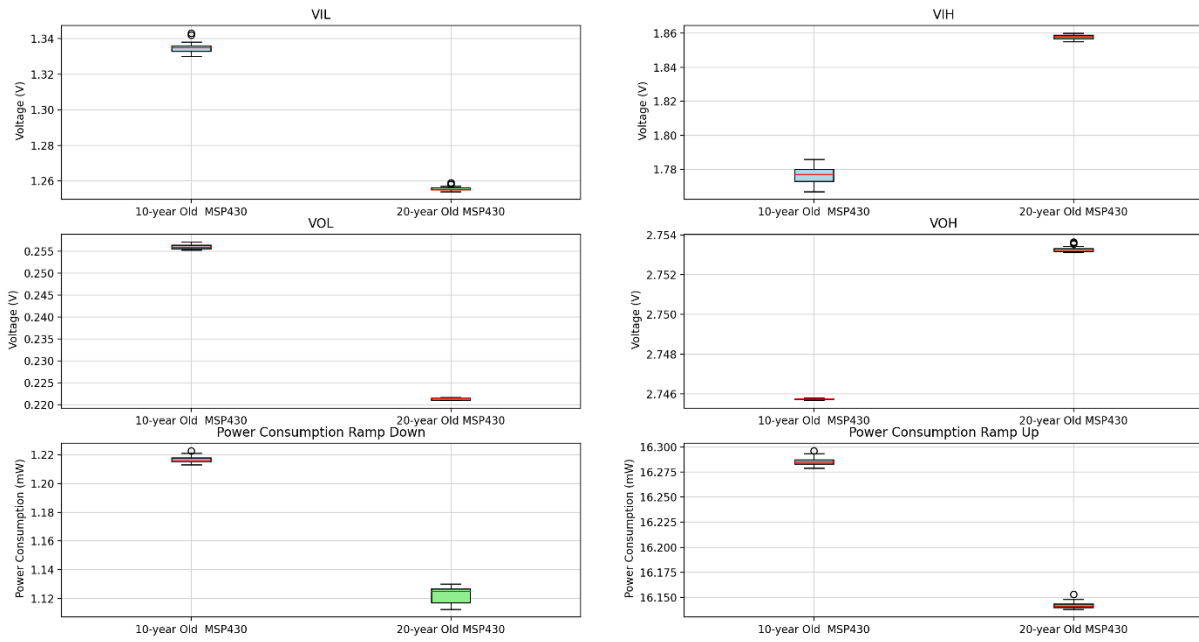 VIL
Voltage (V)
1.34
1.32
1.30
1.28
1.26
10-year Old  MSP430
20-year Old MSP430
VIH
Voltage (V)
1.86
1.84
1.82
1.80
1.78
10-year Old  MSP430
20-year Old MSP430
VOL
Voltage (V)
0.255
0.250
0.245
0.240
0.235
0.230
0.225
0.220
10-year Old  MSP430
20-year Old MSP430
VOH
Voltage (V)
2.754
2.752
2.750
2.748
2.746
10-year Old  MSP430
20-year Old MSP430
Power Consumption Ramp Down
Power Consumption (mW)
1.22
1.20
1.18
1.16
1.14
1.12
10-year Old  MSP430
20-year Old MSP430
Power Consumption Ramp Up
Power Consumption (mW)
16.300
16.275
16.250
16.225
16.200
16.175
16.150
10-year Old  MSP430
20-year Old MSP430